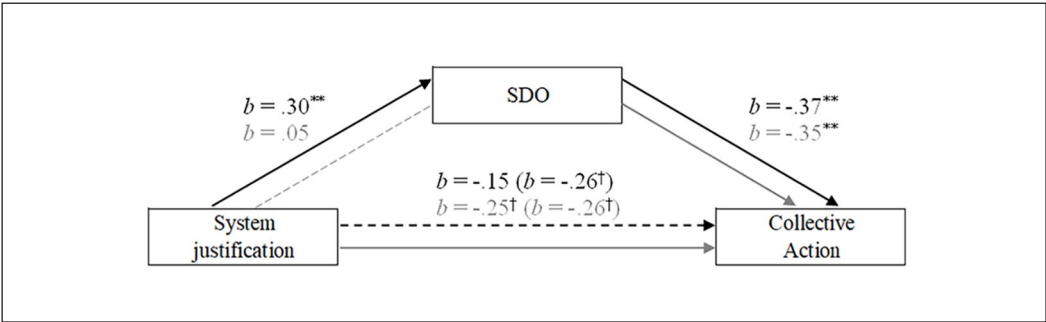 SDO
b = .30**
b = .05
b = -.37**
b = -.35**
b = -.15 (b = -.26†)
b = -.25† (b = -.26†)
System
justification
Collective
Action